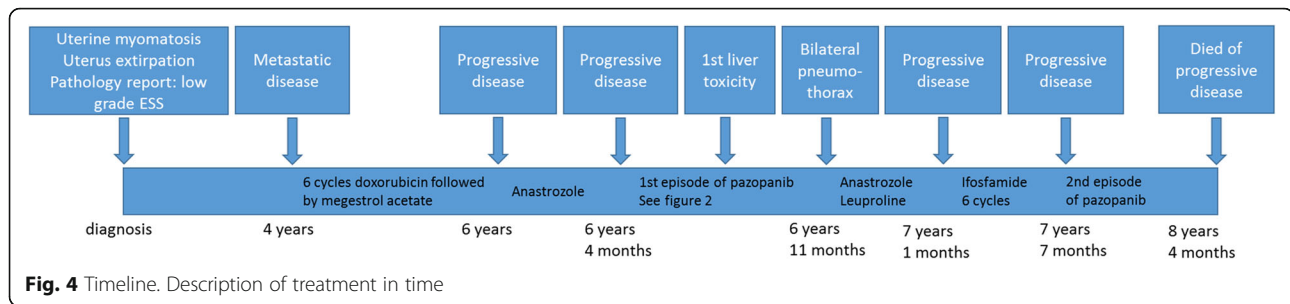 Uterine myomatosis
Uterus extirpation
Pathology report: low
grade ESS
Metastatic
disease
Progressive
disease
Progressive
disease
1st liver
toxicity
Bilateral
pneumo-
thorax
Progressive
disease
Progressive
disease
Died of
progressive
disease
6 cycles doxorubicin followed
by megestrol acetate
Anastrozole
1st episode of pazopanib
See figure 2
Anastrozole
Leuproline
Ifosfamide
6 cycles
2nd episode
of pazopanib
diagnosis
4 years
6 years
6 years
4 months
6 years
11 months
7 years
1 months
7 years
7 months
8 years
4 months
Fig. 4 Timeline. Description of treatment in time